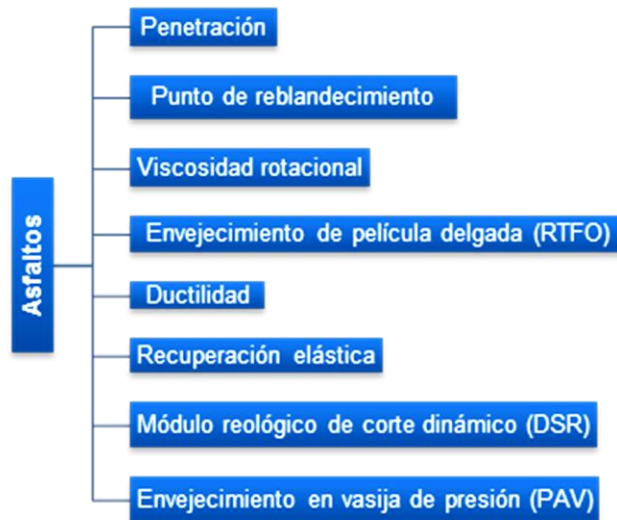 Asfaltos
Penetración
Punto de reblandecimiento
Viscosidad rotacional
Envejecimiento de película delgada (RTFO)
Ductilidad
Recuperación elástica
Módulo reológico de corte dinámico (DSR)
Envejecimiento en vasija de presión (PAV)